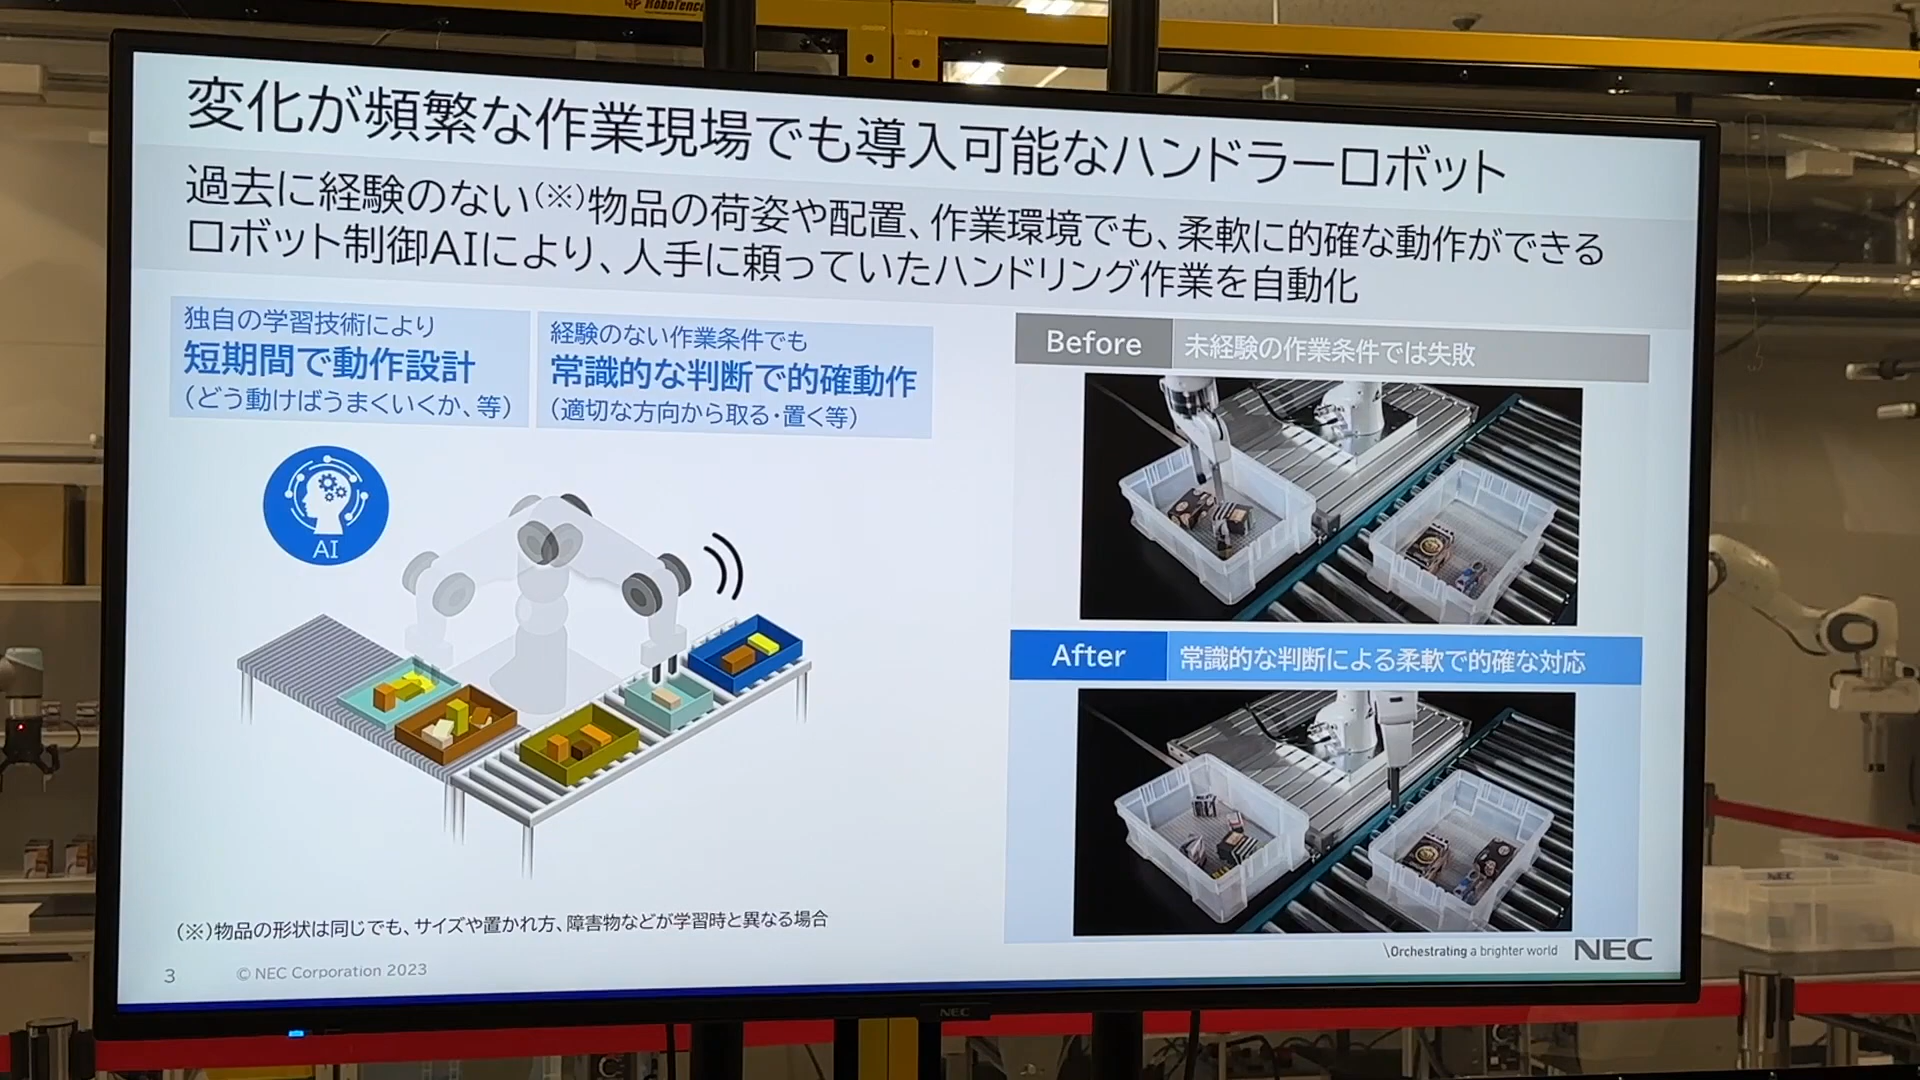 RoboFence
変化が頻繁な作業現場でも導入可能なハンドラーロボット
過去に経験のない(※)物品の荷姿や配置、作業環境でも、柔軟に的確な動作ができる
ロボット制御AIにより、人手に頼っていたハンドリング作業を自動化
独自の学習技術により
短期間で動作設計
(どう動けばうまくいくか、等)
経験のない作業条件でも
常識的な判断で的確動作
(適切な方向から取る・置く等)
AI
Before
未経験の作業条件では失敗
After
常識的な判断による柔軟で的確な対応
(※)物品の形状は同じでも、サイズや置かれ方、障害物などが学習時と異なる場合
3
© NEC Corporation 2023
\Orchestrating a brighter world
NEC
NEC
NEC